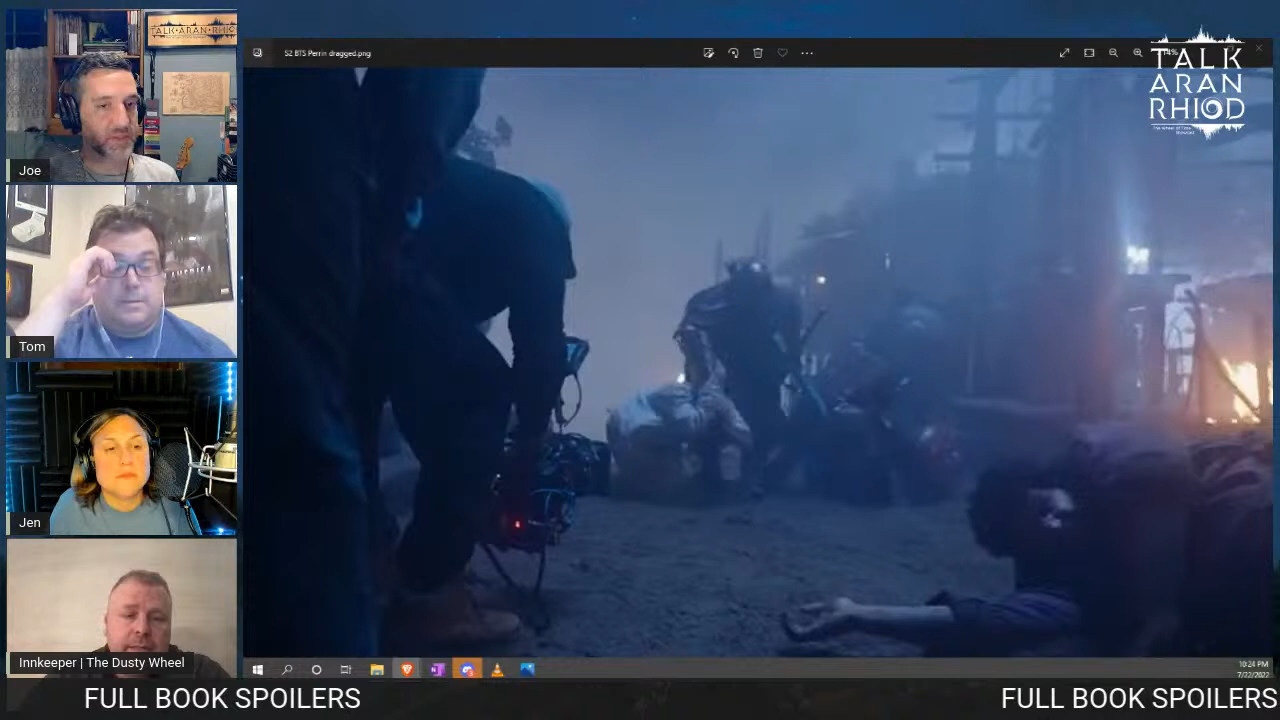 TALK·ARAN·RHIOD
Joe
AMERICA
Tom
Jen
Innkeeper | The Dusty Wheel
S2 BTS Perrin dragged.png
TALK
ARAN
RHIOD
10:24 PM
7/22/2022
FULL BOOK SPOILERS
FULL BOOK SPOILERS